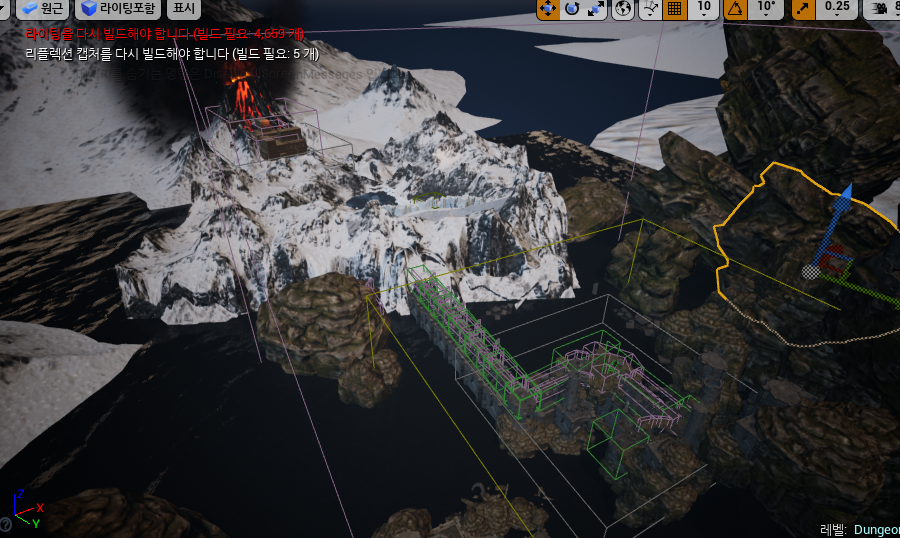 원근 라이팅포함 표시 10 10° 0.25 8
라이팅을 다시 빌드해야 합니다 (빌드 필요: 4,659 개)
리플렉션 캡처를 다시 빌드해야 합니다 (빌드 필요: 5 개)
Z
X
Y
레벨: Dungeon